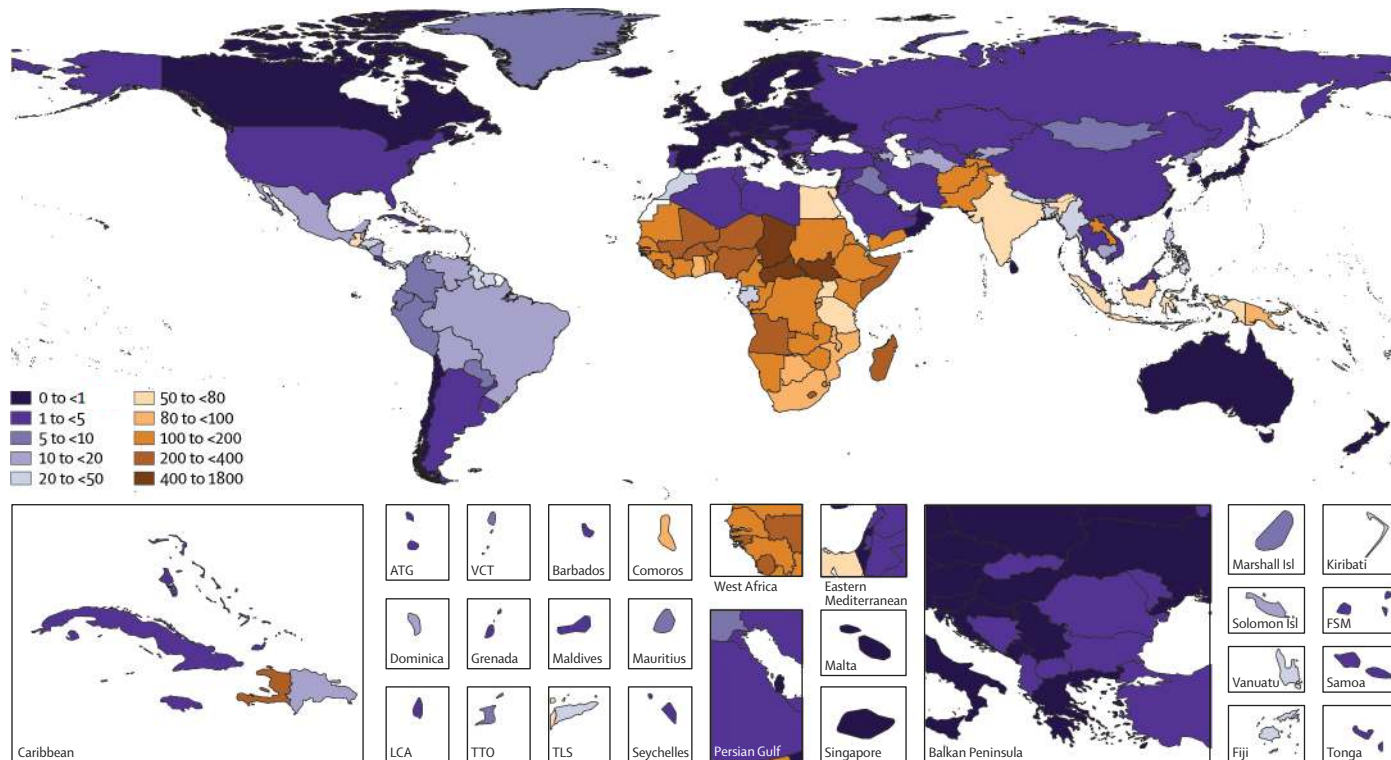 0 to <1
1 to <5
5 to <10
10 to <20
20 to <50
50 to <80
80 to <100
100 to <200
200 to <400
400 to 1800
Caribbean
ATG
VCT
Barbados
Comoros
West Africa
Eastern
Mediterranean
Dominica
Grenada
Maldives
Mauritius
Malta
LCA
TTO
TLS
Seychelles
Persian Gulf
Singapore
Balkan Peninsula
Marshall Isl
Kiribati
Solomon Isl
FSM
Vanuatu
Samoa
Fiji
Tonga